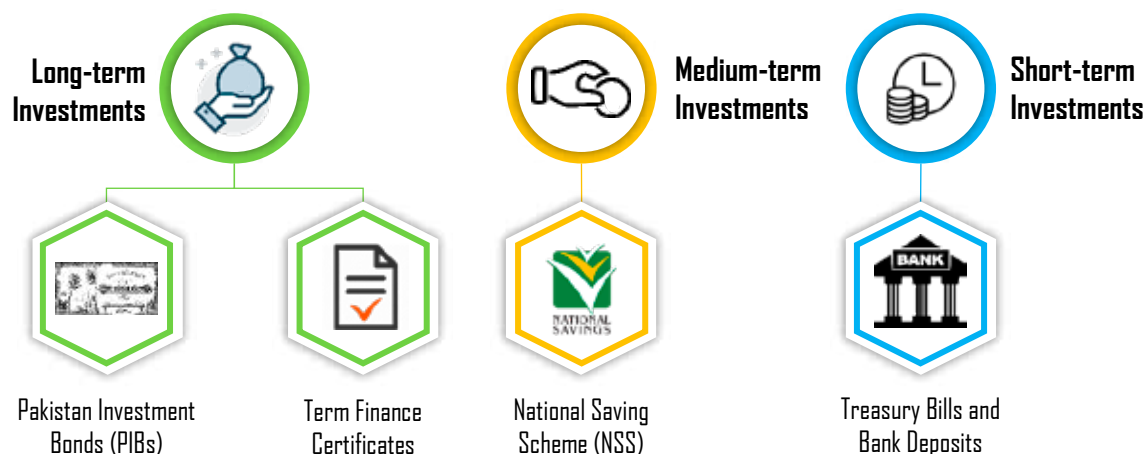 Long-term
Investments
Medium-term
Investments
Short-term
Investments
NATIONAL
SAVINGS
BANK
Pakistan Investment
Bonds (PIBs)
Term Finance
Certificates
National Saving
Scheme (NSS)
Treasury Bills and
Bank Deposits